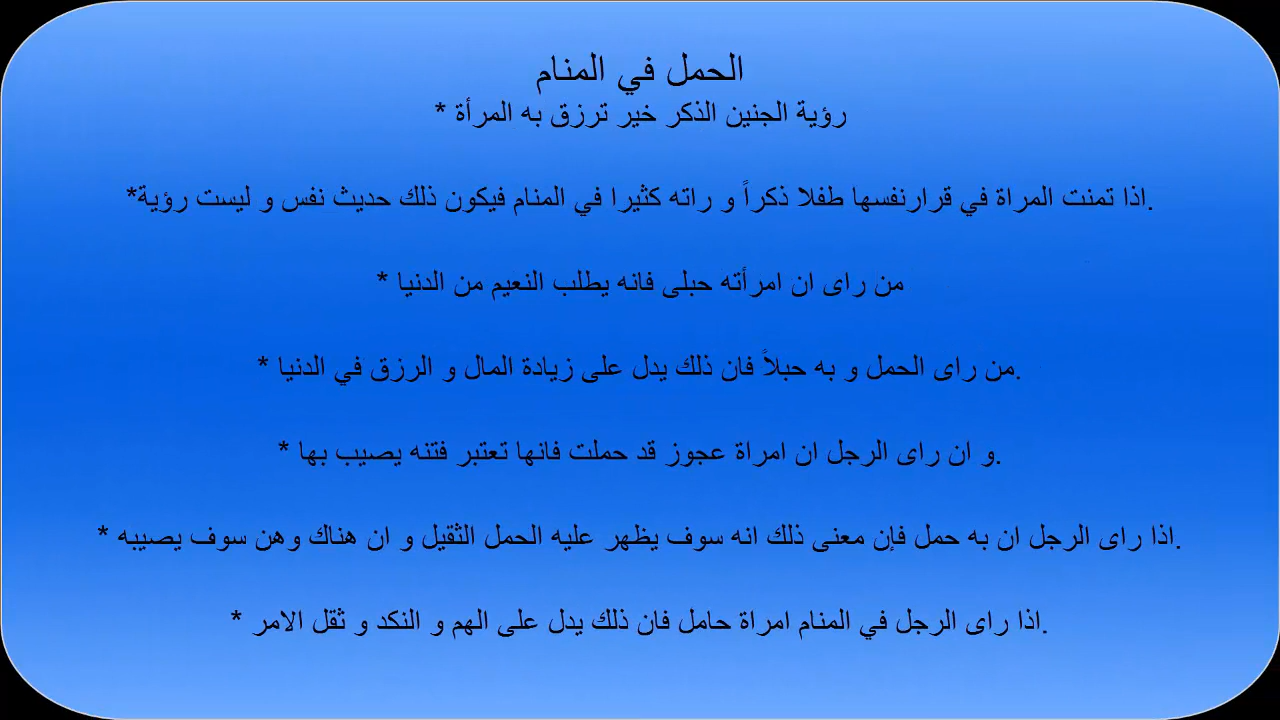 الحمل في المنام
رؤية الجنين الذكر خير ترزق به المرأة *
.اذا تمنت المراة في قرارنفسها طفلا ذكراً و راته كثيرا في المنام فيكون ذلك حديث نفس و ليست رؤية*
من راى ان امرأته حبلى فانه يطلب النعيم من الدنيا *
.من راى الحمل و به حبلاً فان ذلك يدل على زيادة المال و الرزق في الدنيا *
.و ان راى الرجل ان امراة عجوز قد حملت فانها تعتبر فتنه يصيب بها *
.اذا راى الرجل ان به حمل فإن معنى ذلك انه سوف يظهر عليه الحمل الثقيل و ان هناك وهن سوف يصيبه *
.اذا راى الرجل في المنام امراة حامل فان ذلك يدل على الهم و النكد و ثقل الامر *